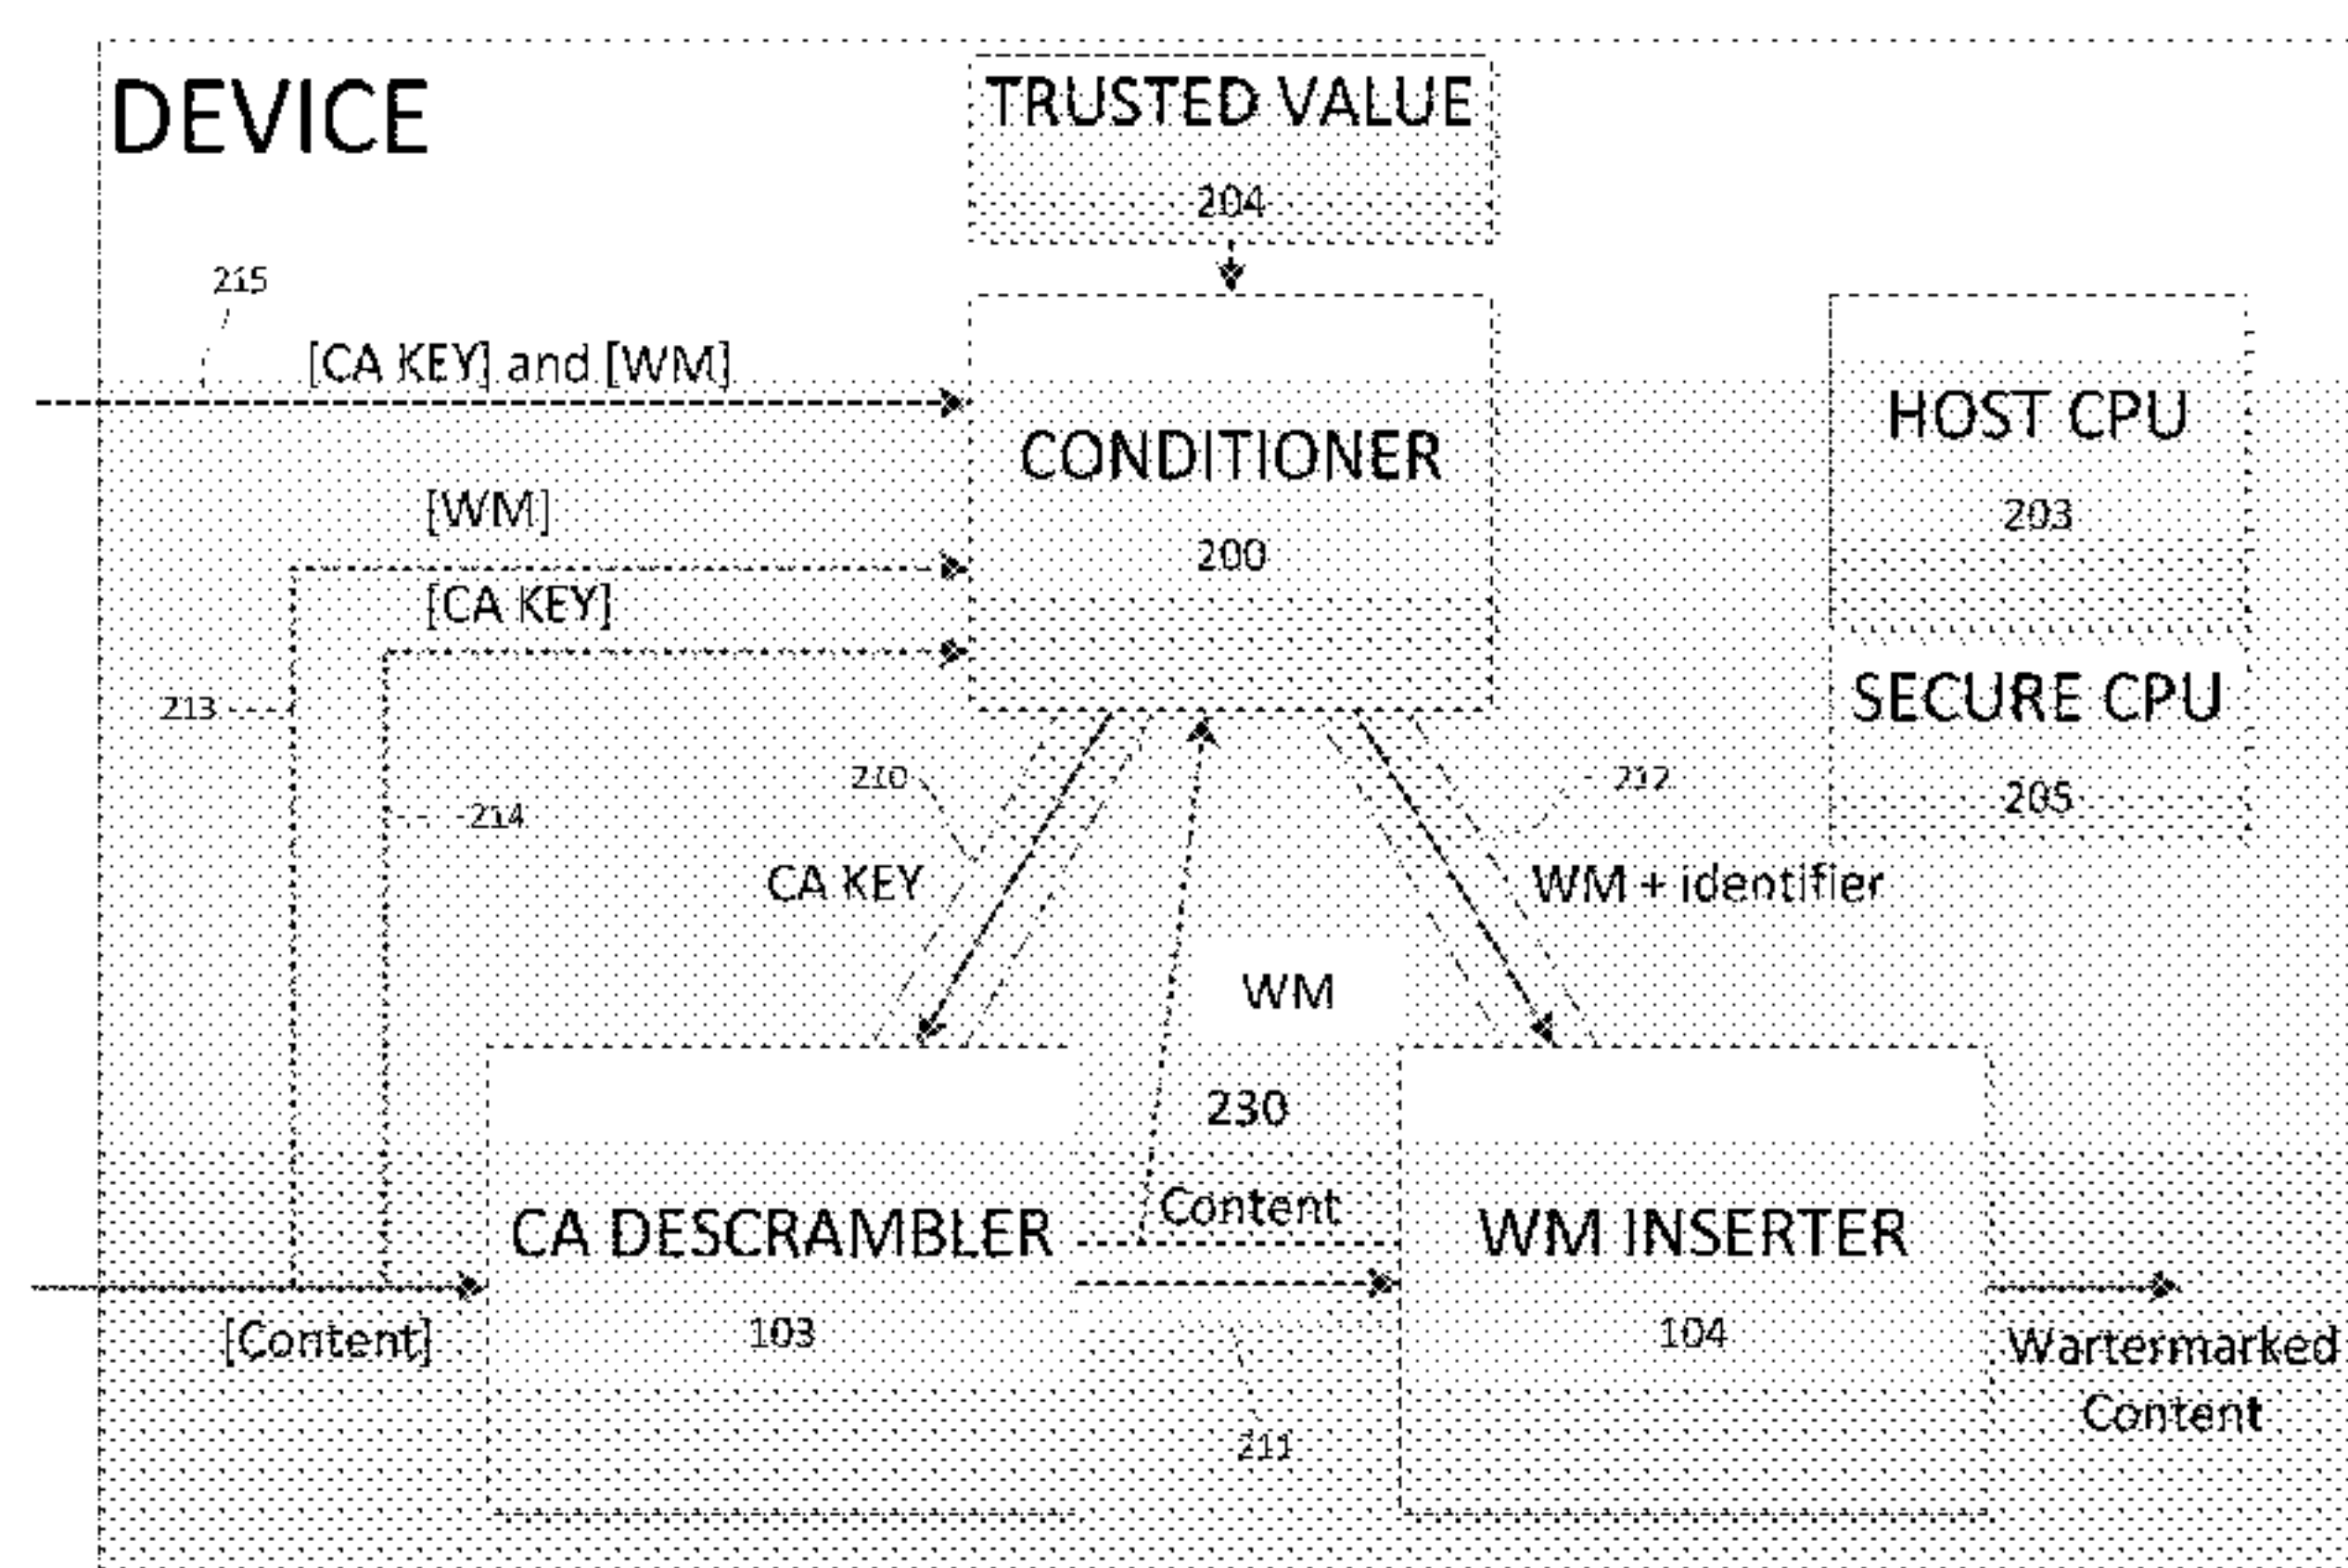 DEVICE
TRUSTED VALUE
204
215
[CA KEY] and [WM]
CONDITIONER
200
HOST CPU
203
[WM]
[CA KEY]
SECURE CPU
205
213
214
210
212
CA KEY
WM + identifier
WM
230
Content
CA DESCRAMBLER
103
WM INSERTER
104
[Content]
Wartermarked
Content
211